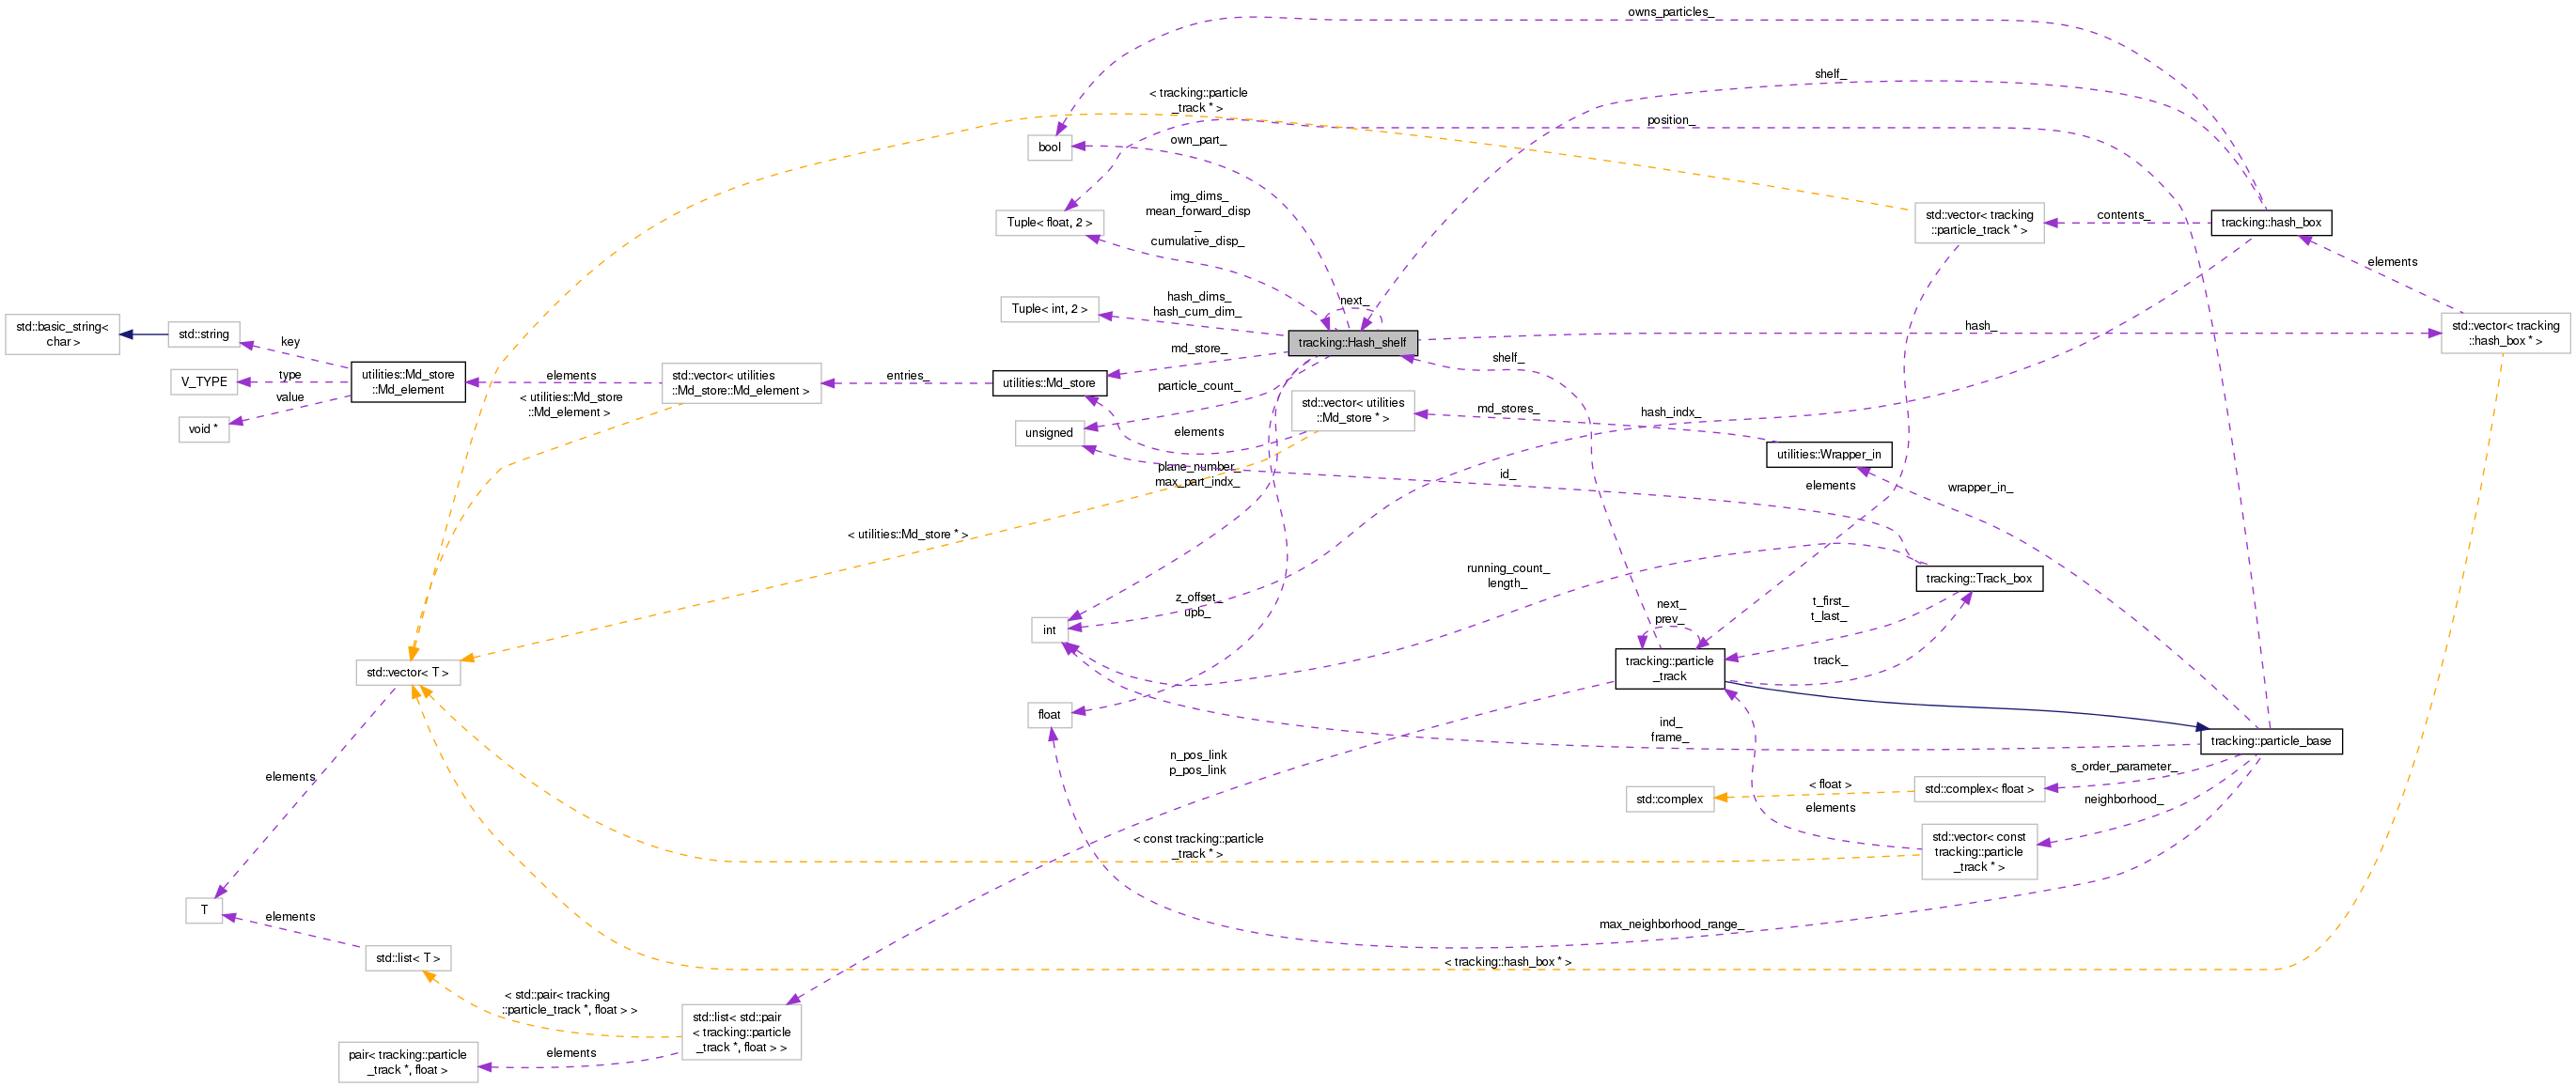 owns_particles_
shelf_
< tracking::particle
_track * >
position_
bool
own_part_
img_dims_
mean_forward_disp
_
cumulative_disp_
Tuple< float, 2 >
std::vector< tracking
::particle_track * >
contents_
tracking::hash_box
elements
hash_dims_
hash_cum_dim_
Tuple< int, 2 >
next_
tracking::Hash_shelf
hash_
std::vector< tracking
::hash_box * >
std::basic_string<
char >
std::string
key
V_TYPE
type
value
void *
utilities::Md_store
::Md_element
elements
< utilities::Md_store
::Md_element >
std::vector< utilities
::Md_store::Md_element >
entries_
utilities::Md_store
md_store_
particle_count_
unsigned
elements
std::vector< utilities
::Md_store * >
md_stores_
shelf_
hash_indx_
utilities::Wrapper_in
plane_number_
max_part_indx_
id_
elements
wrapper_in_
< utilities::Md_store * >
running_count_
length_
tracking::Track_box
z_offset_
upb_
int
next_
prev_
t_first_
t_last_
track_
std::vector< T >
tracking::particle
_track
float
ind_
frame_
tracking::particle_base
n_pos_link
p_pos_link
elements
s_order_parameter_
std::complex
< float >
std::complex< float >
neighborhood_
elements
< const tracking::particle
_track * >
std::vector< const
tracking::particle
_track * >
T
elements
max_neighborhood_range_
std::list< T >
< tracking::hash_box * >
< std::pair< tracking
::particle_track *, float > >
std::list< std::pair
< tracking::particle
_track *, float > >
elements
pair< tracking::particle
_track *, float >